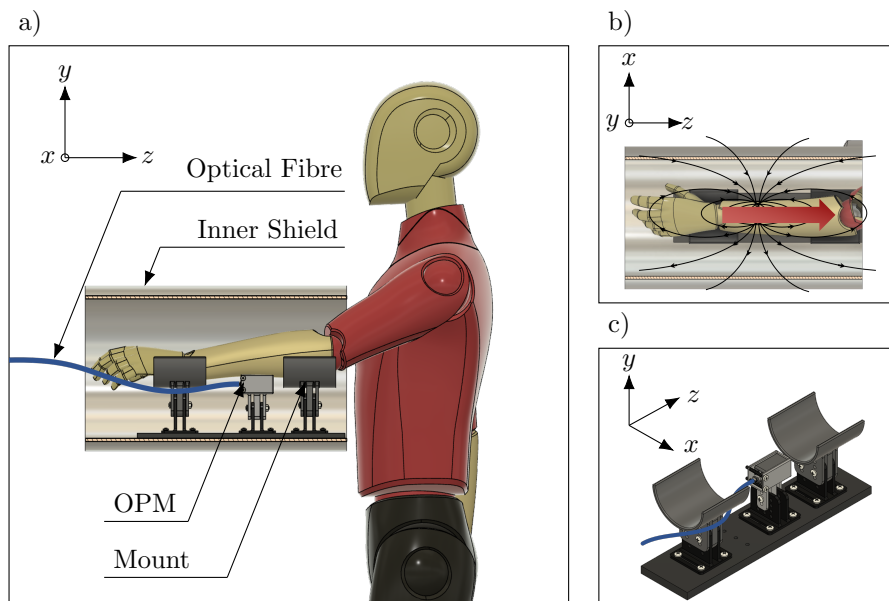 a)
y
x
z
Optical Fibre
Inner Shield
OPM
Mount
b)
x
y
z
c)
y
z
x